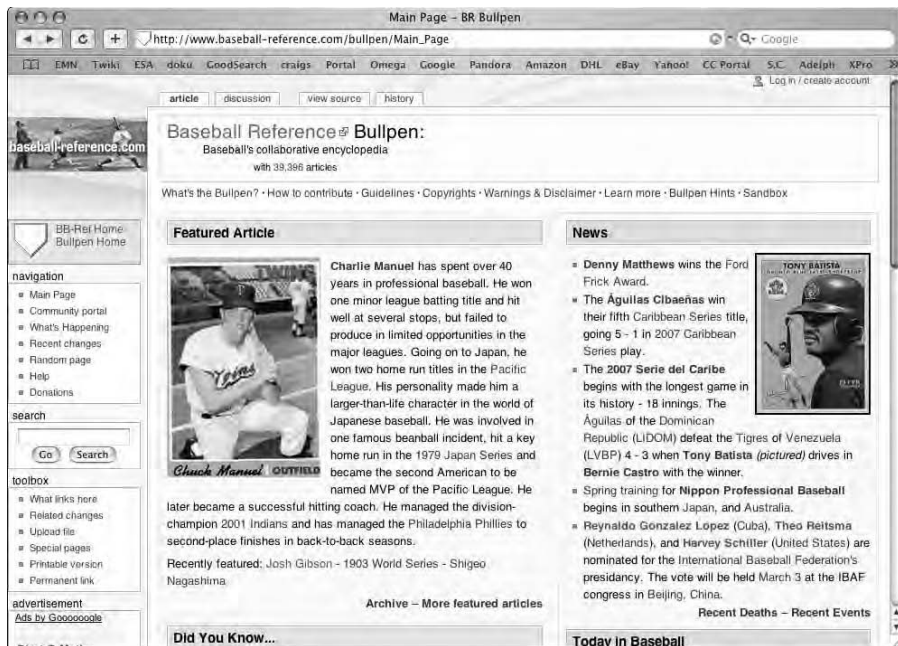 Main Page – BR Bullpen
http://www.baseball-reference.com/bullpen/Main_Page
Google
EMN Twiki ESA doku GoodSearch craigs Portal Omega Google Pandora Amazon DHL eBay Yahoo! CC Portal S.C. Adelph XPro
Log in / create account
article discussion view source history
baseball-reference.com
Baseball Reference Bullpen:
Baseball's collaborative encyclopedia
with 39,396 articles
What's the Bullpen? · How to contribute · Guidelines · Copyrights · Warnings & Disclaimer · Learn more · Bullpen Hints · Sandbox
BB-Ref Home
Bullpen Home
navigation
Main Page
Community portal
What's Happening
Recent changes
Random page
Help
Donations
search
Go Search
toolbox
What links here
Related changes
Upload file
Special pages
Printable version
Permanent link
advertisement
Ads by Goooooogle
Featured Article
TWINS
Twins
Chuck Manuel OUTFIELD
Charlie Manuel has spent over 40
years in professional baseball. He won
one minor league batting title and hit
well at several stops, but failed to
produce in limited opportunities in the
major leagues. Going on to Japan, he
won two home run titles in the Pacific
League. His personality made him a
larger-than-life character in the world of
Japanese baseball. He was involved in
one famous beanball incident, hit a key
home run in the 1979 Japan Series and
became the second American to be
named MVP of the Pacific League. He
later became a successful hitting coach. He managed the division-
champion 2001 Indians and has managed the Philadelphia Phillies to
second-place finishes in back-to-back seasons.
Recently featured: Josh Gibson - 1903 World Series - Shigeo
Nagashima
Archive – More featured articles
Did You Know...
News
TONY BATISTA
Denny Matthews wins the Ford
Frick Award.
The Águilas Cibaeñas win
their fifth Caribbean Series title,
going 5 - 1 in 2007 Caribbean
Series play.
The 2007 Serie del Caribe
begins with the longest game in
its history - 18 innings. The
Águilas of the Dominican
Republic (LIDOM) defeat the Tigres of Venezuela
(LVBP) 4 - 3 when Tony Batista (pictured) drives in
Bernie Castro with the winner.
Spring training for Nippon Professional Baseball
begins in southern Japan, and Australia.
Reynaldo Gonzalez Lopez (Cuba), Theo Reitsma
(Netherlands), and Harvey Schiller (United States) are
nominated for the International Baseball Federation's
presidancy. The vote will be held March 3 at the IBAF
congress in Beijing, China.
Recent Deaths – Recent Events
Today in Baseball